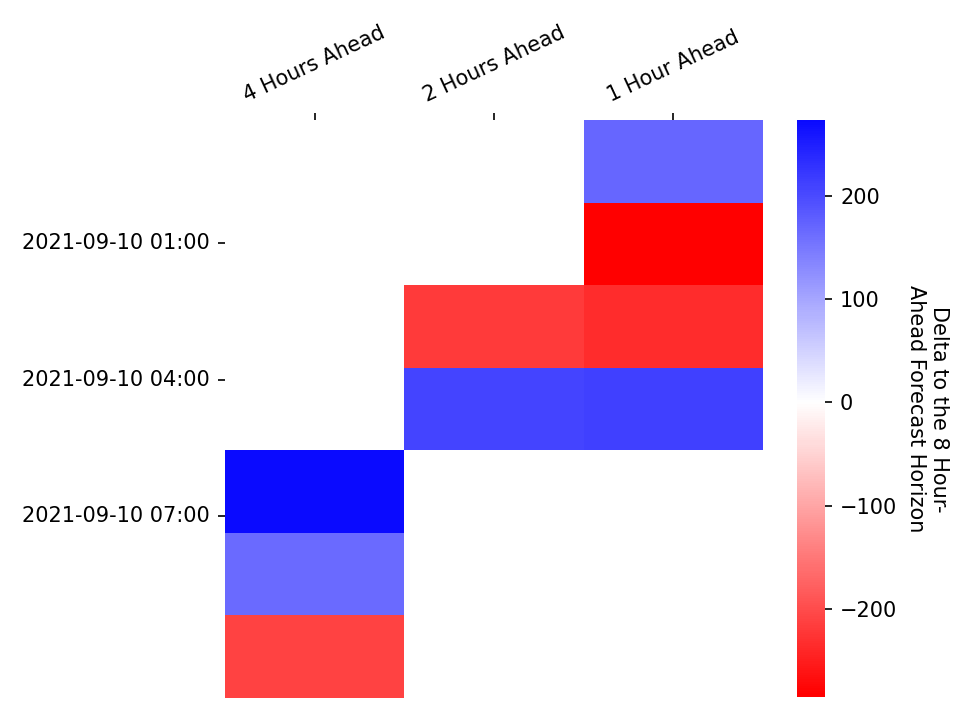 4 Hours Ahead
2 Hours Ahead
1 Hour Ahead
2021-09-10 01:00
2021-09-10 04:00
2021-09-10 07:00
200
100
0
−100
−200
Delta to the 8 Hour-
Ahead Forecast Horizon